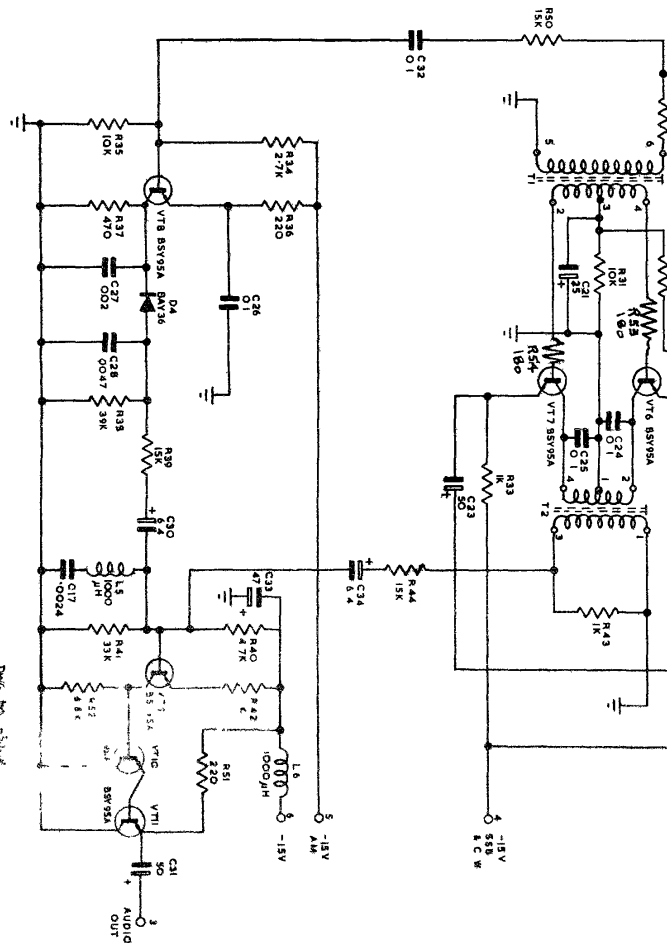 R50
15K
C32
0.1
5
6
T1
R35
10K
R34
2.7K
2
3
4
VT8 BSY95A
R37
470
R36
220
C21
25
R31
10K
R53
180
R54
180
C27
.002
D4
BAY36
C26
0.1
VT7 BSY95A
VT6 BSY95A
C28
.0047
R38
39K
C24
0.1
C25
0.1
R39
15K
R33
1K
C23
50
4
1
2
T2
3
1
C30
6.4
C17
.0024
L5
1000
µH
C33
47
C34
6.4
R44
15K
R43
1K
R41
33K
R40
4.7K
R42
R51
220
L6
1000µH
VT11
BSY95A
6
-15V
5
-15V
AM
4
-15V
SSB
& C W
C31
50
3
AUDIO
OUT